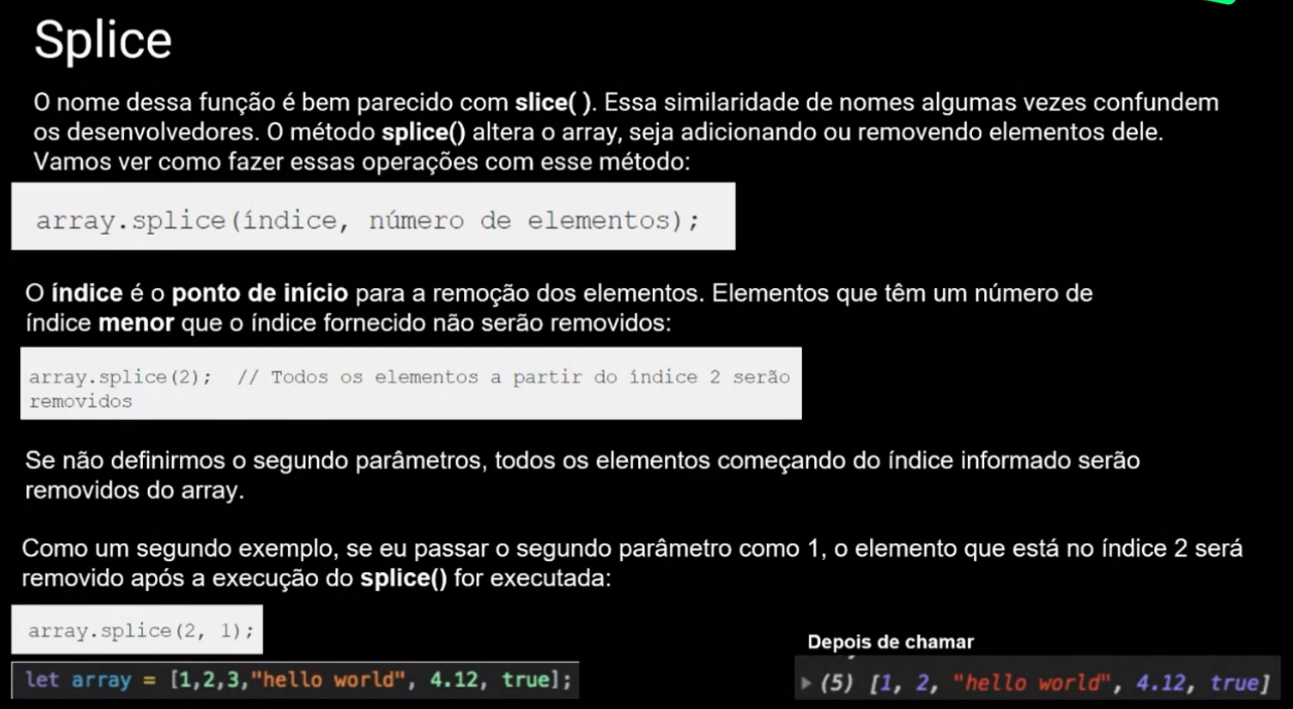 Splice
O nome dessa função é bem parecido com slice( ). Essa similaridade de nomes algumas vezes confundem
os desenvolvedores. O método splice() altera o array, seja adicionando ou removendo elementos dele.
Vamos ver como fazer essas operações com esse método:
array.splice(índice, número de elementos);
O índice é o ponto de início para a remoção dos elementos. Elementos que têm um número de
índice menor que o índice fornecido não serão removidos:
array.splice(2);  // Todos os elementos a partir do índice 2 serão
removidos
Se não definirmos o segundo parâmetros, todos os elementos começando do índice informado serão
removidos do array.
Como um segundo exemplo, se eu passar o segundo parâmetro como 1, o elemento que está no índice 2 será
removido após a execução do splice() for executada:
array.splice(2, 1);
let array = [1,2,3,"hello world", 4.12, true];
Depois de chamar
(5) [1, 2, "hello world", 4.12, true]